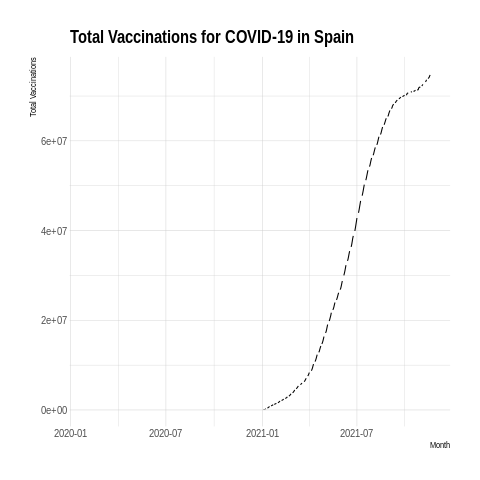 Total Vaccinations for COVID-19 in Spain
Total Vaccinations
6e+07
4e+07
2e+07
0e+00
2020-01 2020-07 2021-01 2021-07
Month